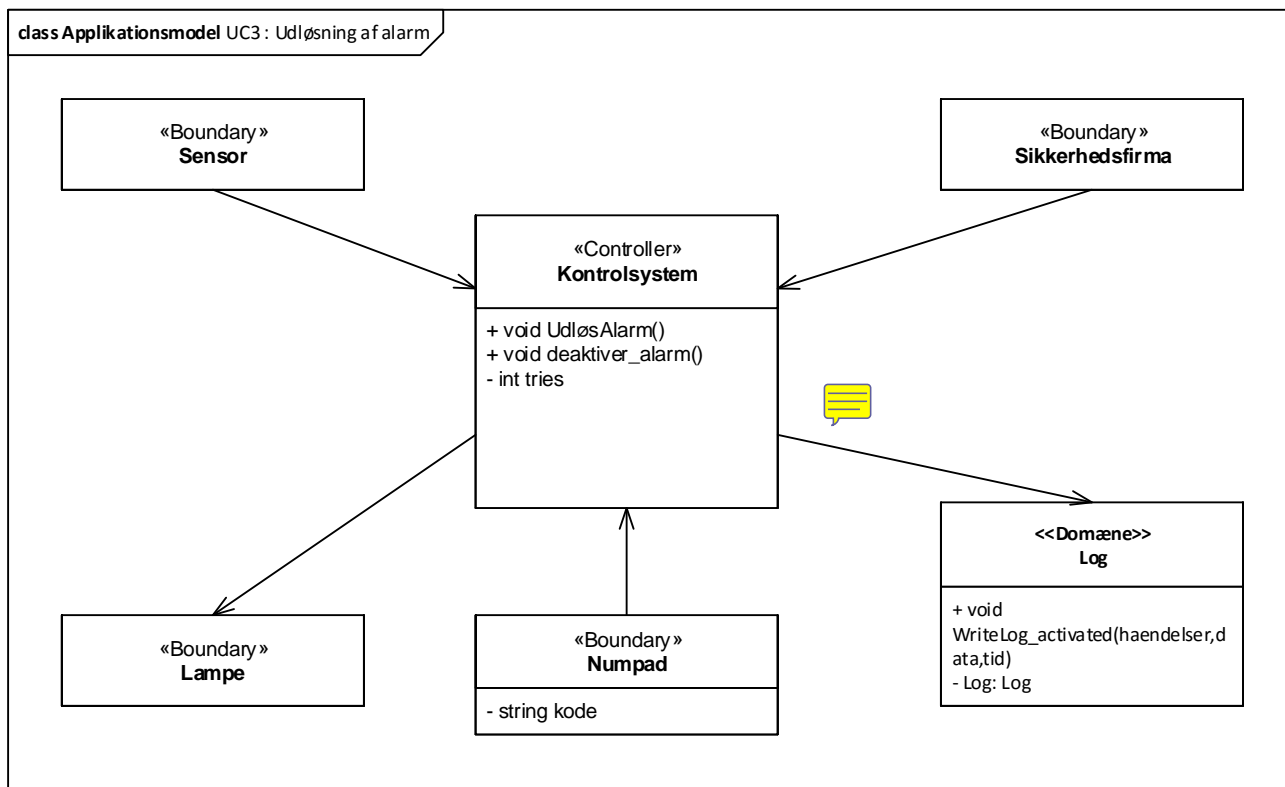 class Applikationsmodel UC3 : Udløsning af alarm
«Boundary»
Sensor
«Boundary»
Sikkerhedsfirma
«Controller»
Kontrolsystem
+ void UdløsAlarm()
+ void deaktiver_alarm()
- int tries
<<Domæne>>
Log
+ void
WriteLog_activated(haendelser,d
ata,tid)
- Log: Log
«Boundary»
Lampe
«Boundary»
Numpad
- string kode